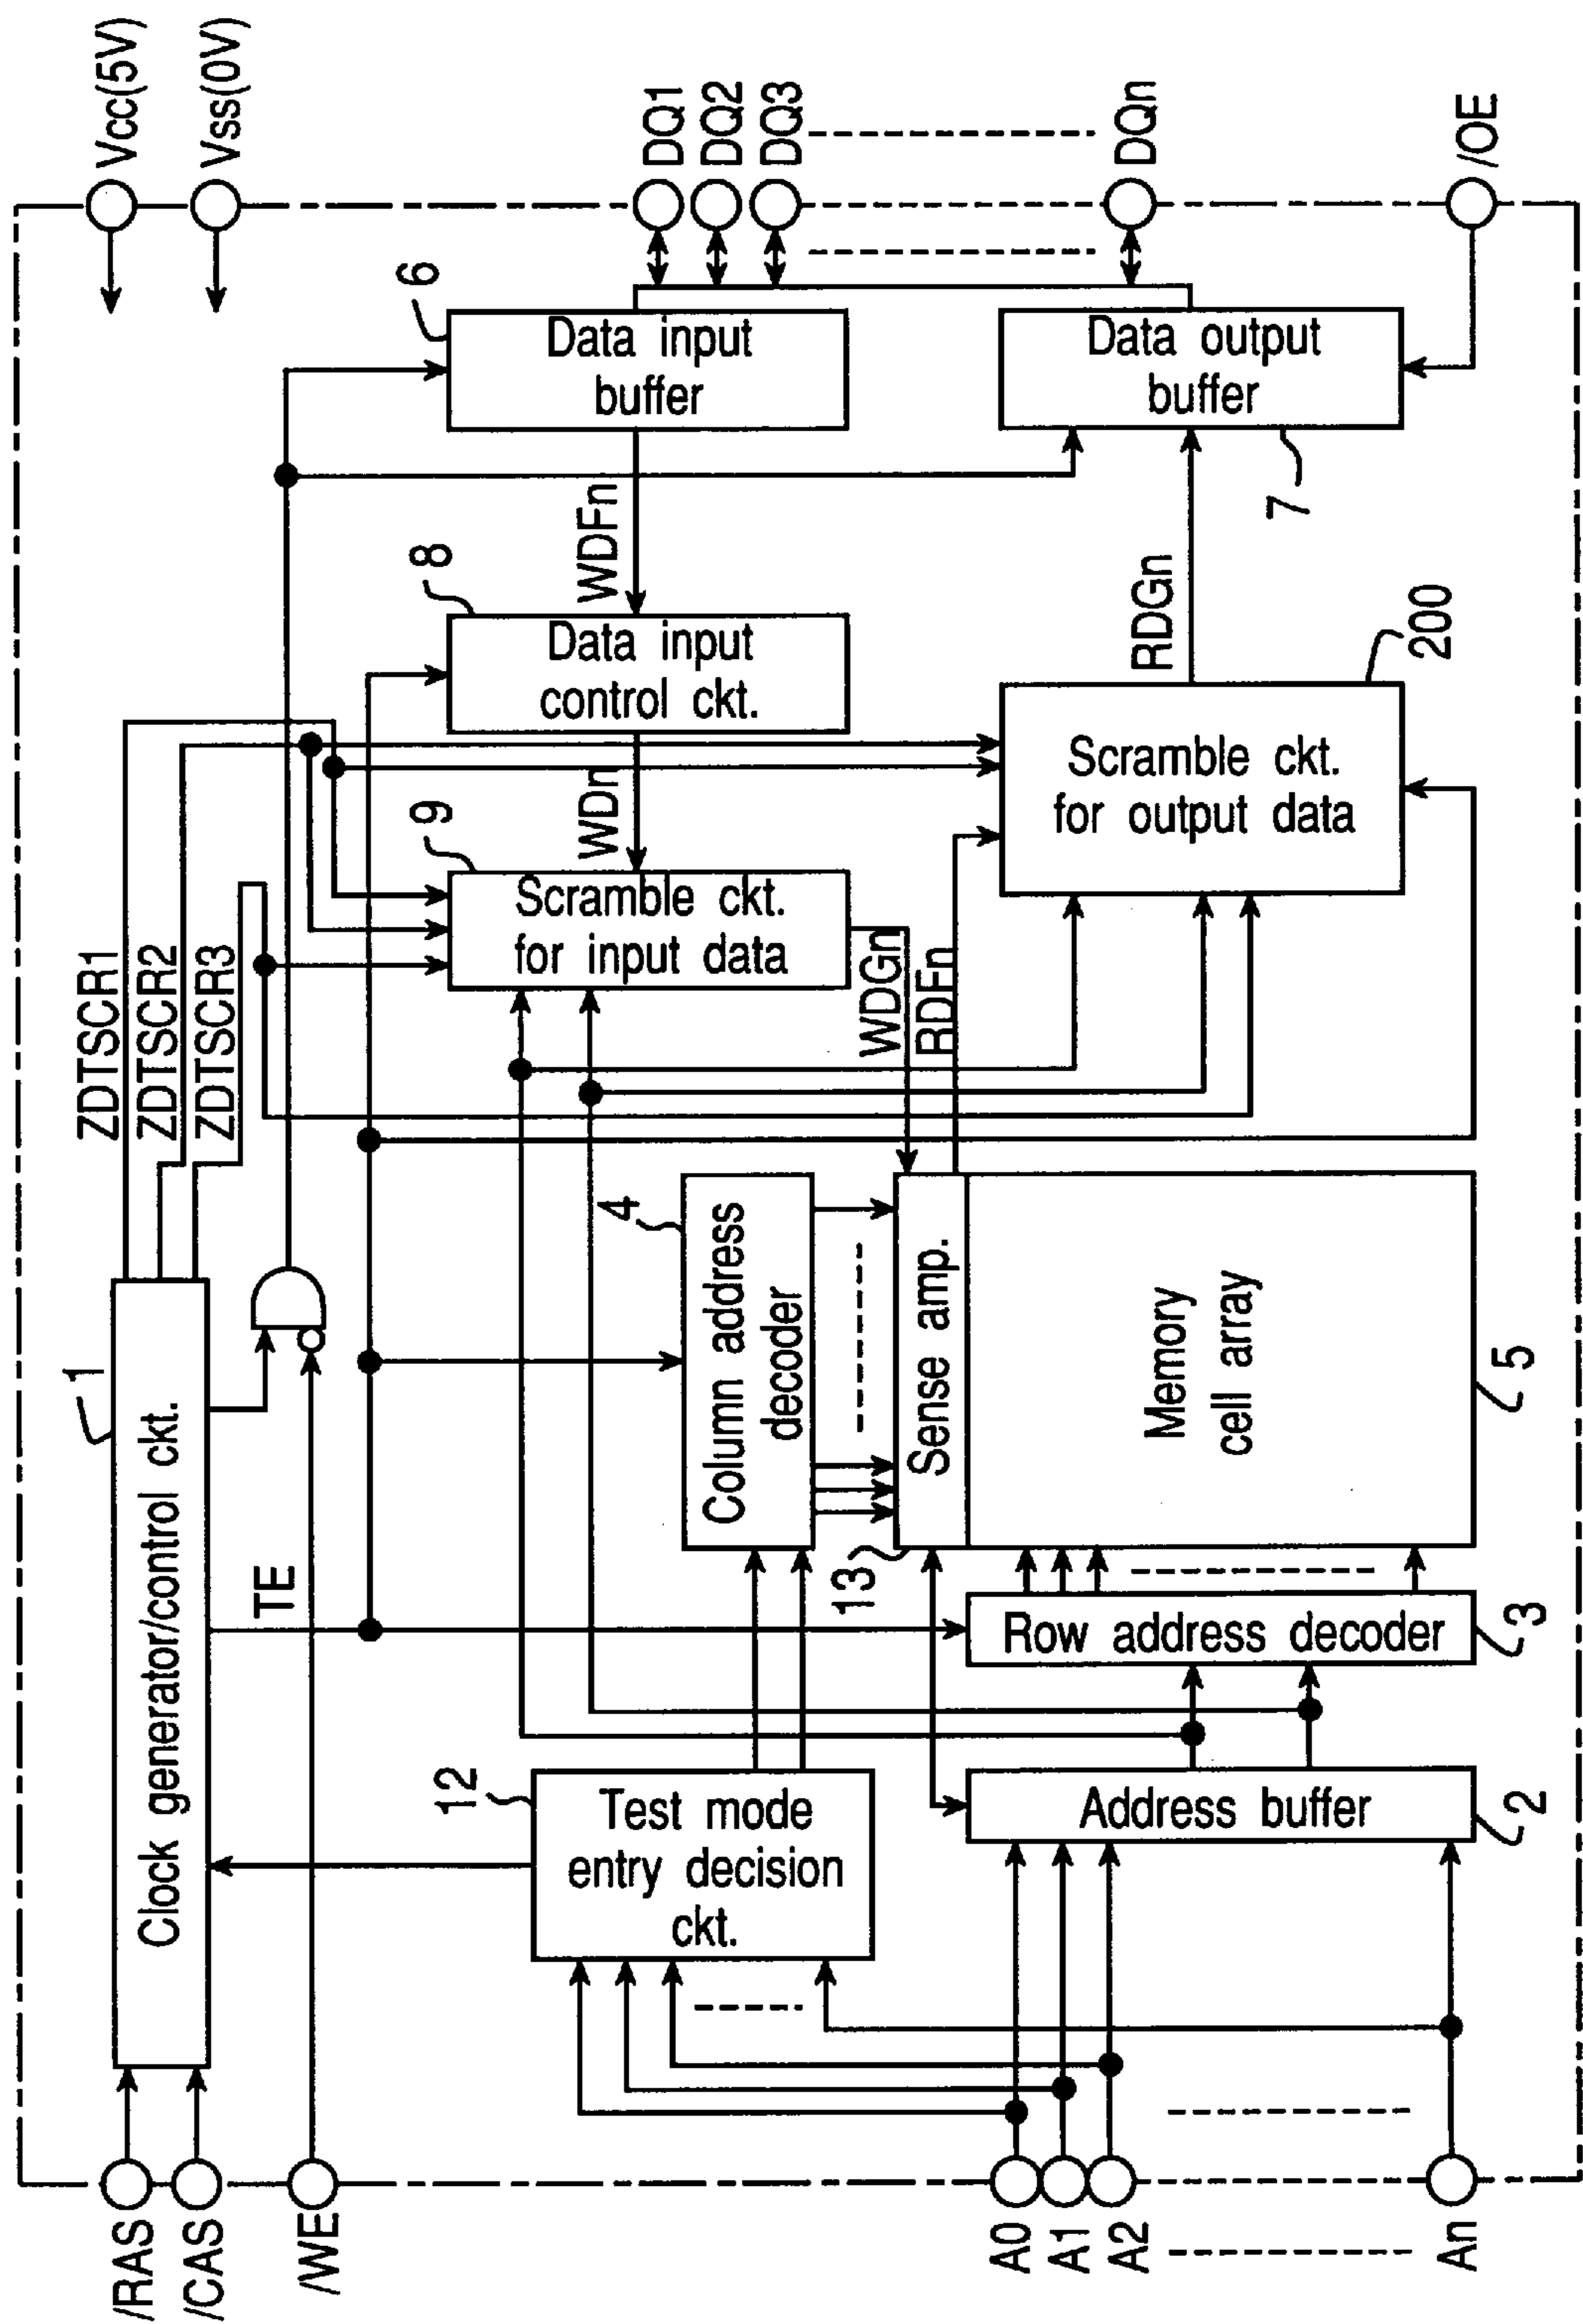 /RAS
/CAS
/WE
1
Clock generator/control ckt.
ZDTSCR1
ZDTSCR2
ZDTSCR3
Vcc(5V)
Vss(0V)
TE
12
Test mode
entry decision
ckt.
4
Column address
decoder
9
Scramble ckt.
for input data
WDn
8
Data input
control ckt.
WDFn
6
Data input
buffer
DQ1
DQ2
DQ3
DQn
WDGn
RDFn
13
Sense amp.
Memory
cell array
5
Row address decoder
3
Address buffer
2
A0
A1
A2
An
Scramble ckt.
for output data
200
RDGn
Data output
buffer
7
/OE